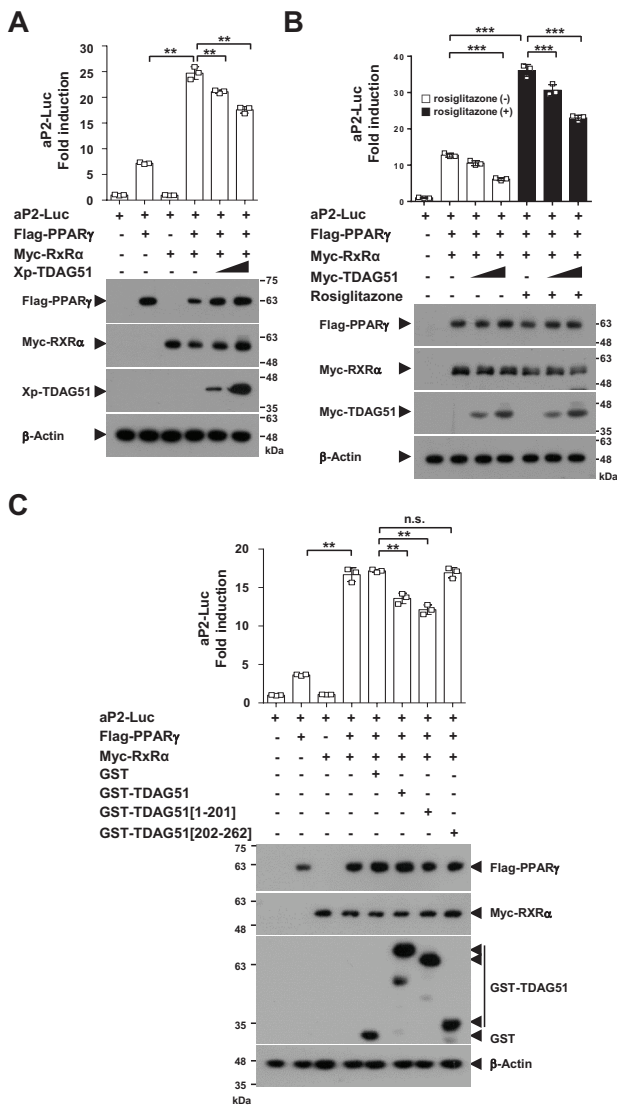 A
** **
**
30
25
20
15
10
5
0
aP2-Luc
Fold induction
aP2-Luc + + + + + +
Flag-PPARγ - + - + + +
Myc-RxRα - - + + + +
Xp-TDAG51 - - - -
75
Flag-PPARγ 63
Myc-RXRα 63
48
Xp-TDAG51 48
35
β-Actin 63
48
kDa
B
*** ***
*** ***
rosiglitazone (-)
rosiglitazone (+)
40
30
20
10
0
aP2-Luc
Fold induction
aP2-Luc + + + + + + +
Flag-PPARγ - + + + + + +
Myc-RxRα - + + + + + +
Myc-TDAG51 - - -
Rosiglitazone - - - - + + +
Flag-PPARγ 63
48
Myc-RXRα 63
48
Myc-TDAG51
35
β-Actin 63
48
kDa
C
n.s.
** **
**
20
15
10
5
0
aP2-Luc
Fold induction
aP2-Luc + + + + + + + +
Flag-PPARγ - + - + + + + +
Myc-RxRα - - + + + + + +
GST - - - - + - - -
GST-TDAG51 - - - - - + - -
GST-TDAG51[1-201] - - - - - - + -
GST-TDAG51[202-262] - - - - - - - +
75
63 Flag-PPARγ
48
63
48 Myc-RXRα
63 GST-TDAG51
35
GST
48 β-Actin
35
kDa